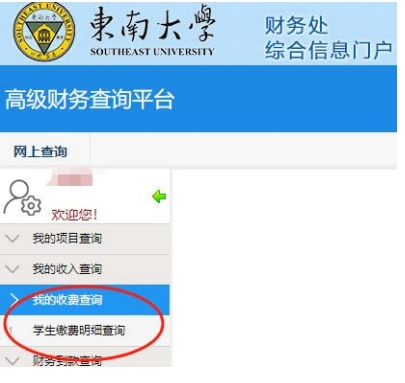 東南大學
SOUTHEAST UNIVERSITY
财务处
综合信息门户
高级财务查询平台
网上查询
欢迎您!
我的项目查询
我的收入查询
我的收费查询
学生缴费明细查询
财务到款查询